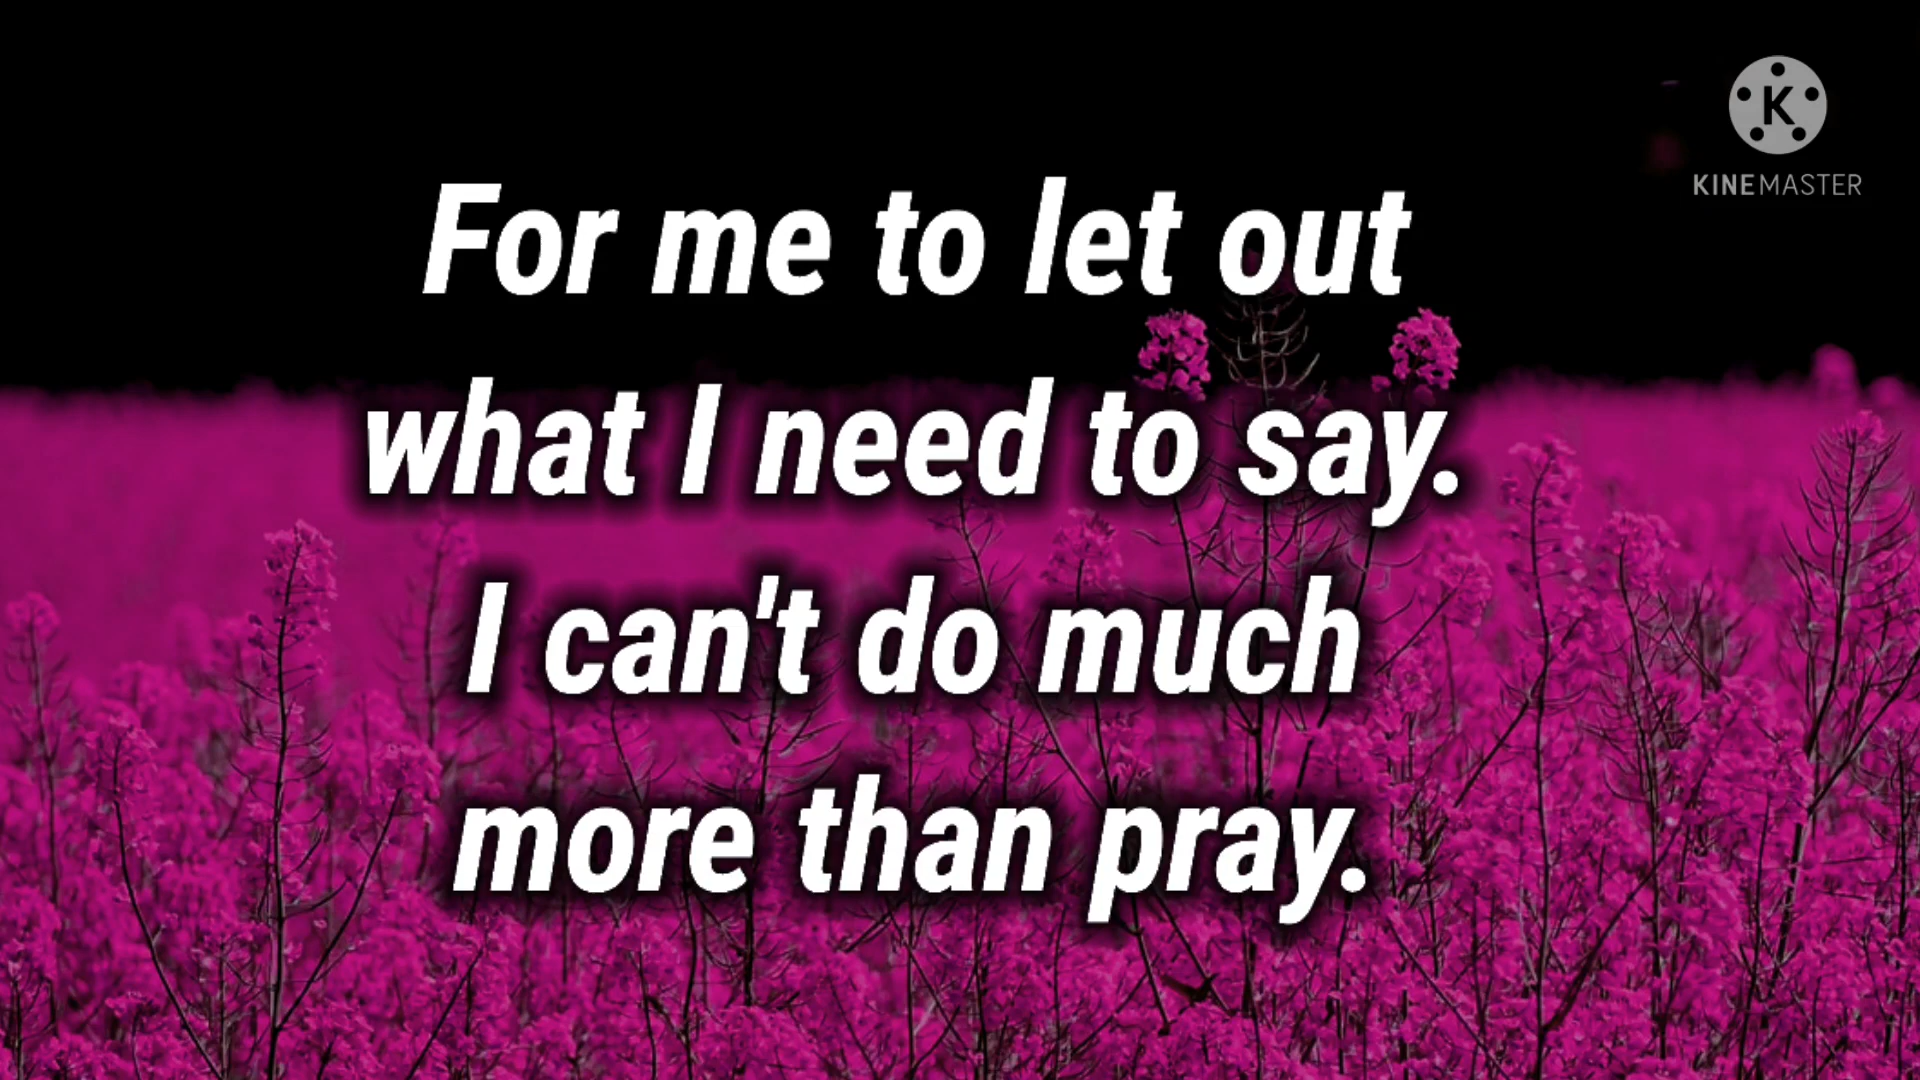 KINEMASTER
For me to let out
what I need to say.
I can't do much
more than pray.